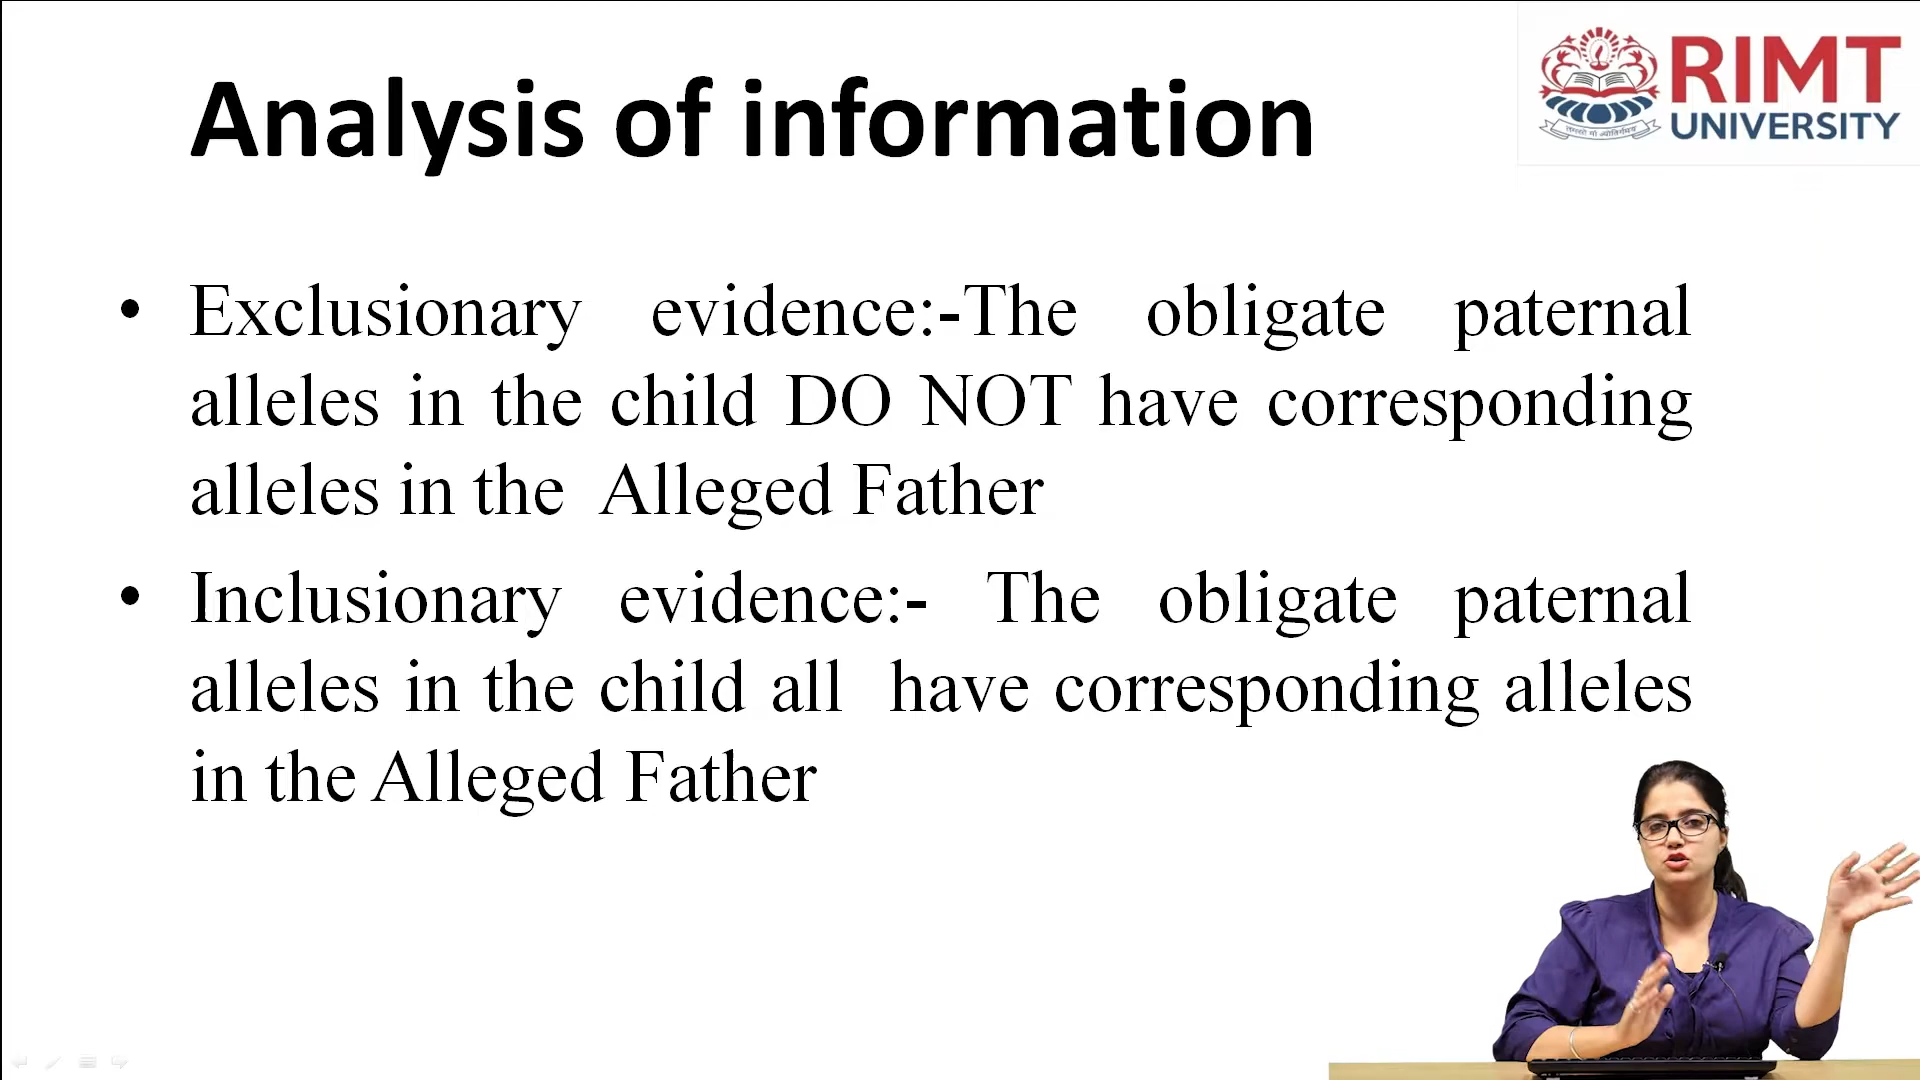 Analysis of information
RIMT
UNIVERSITY
• Exclusionary evidence:-The obligate paternal
alleles in the child DO NOT have corresponding
alleles in the Alleged Father
• Inclusionary evidence:- The obligate paternal
alleles in the child all have corresponding alleles
in the Alleged Father